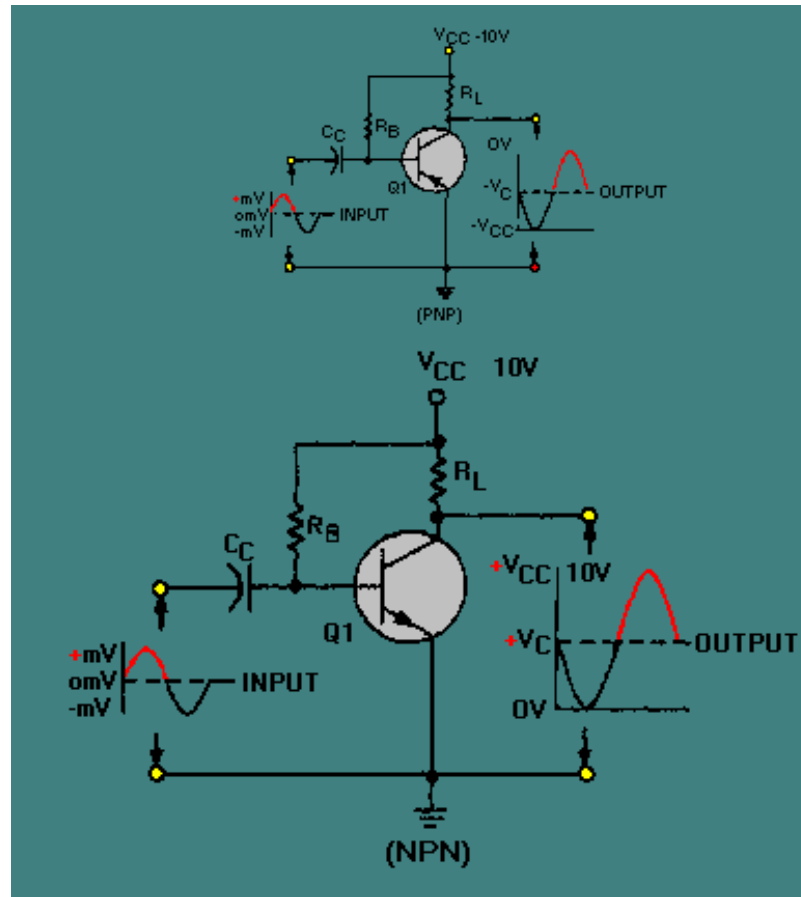 VCC -10V
RL
RB
CC
Q1
+mV
omV
-mV
INPUT
OV
-VC
-VCC
OUTPUT
(PNP)
VCC 10V
RL
RB
CC
Q1
+mV
omV
-mV
INPUT
+VCC 10V
+VC
OV
OUTPUT
(NPN)